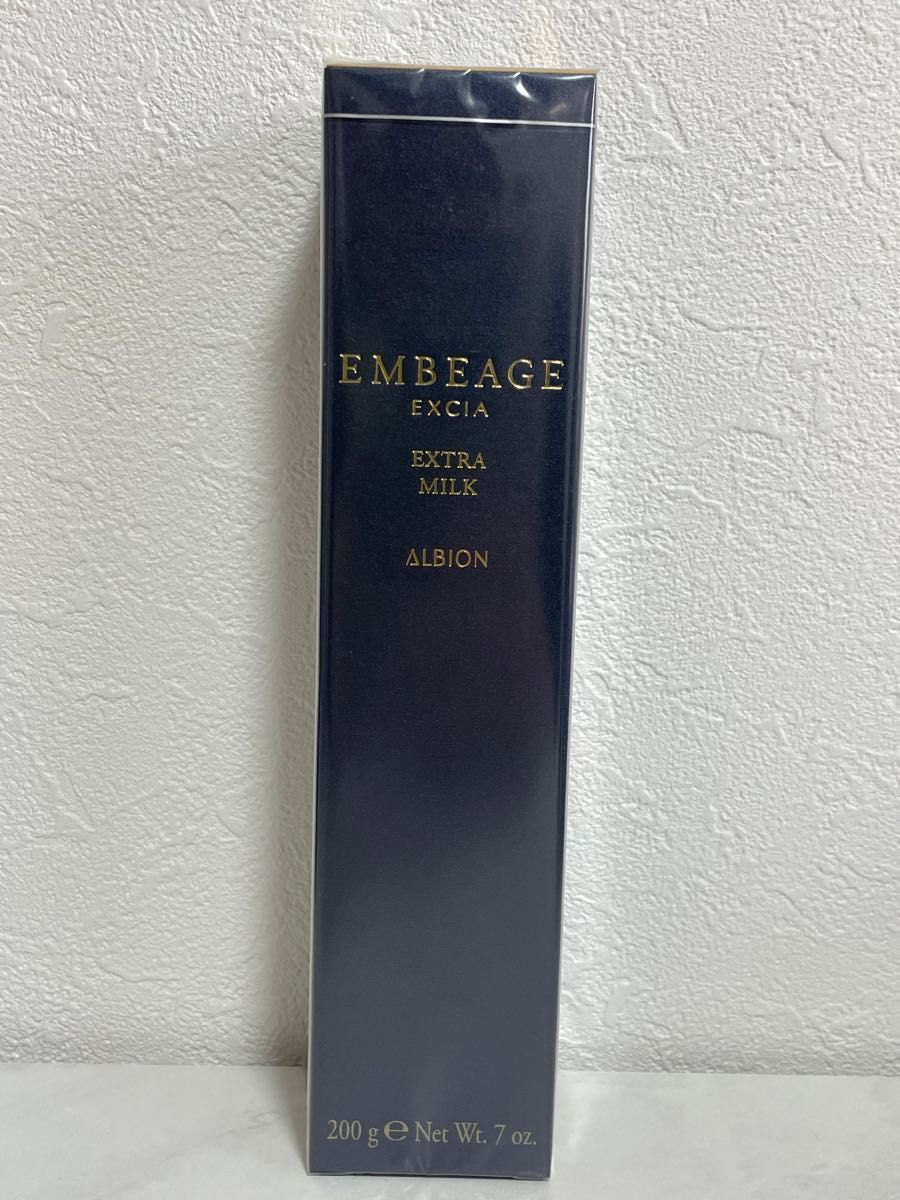 EMBEAGE
EXCIA
EXTRA
MILK
ALBION
200 g ℮ Net Wt. 7 oz.